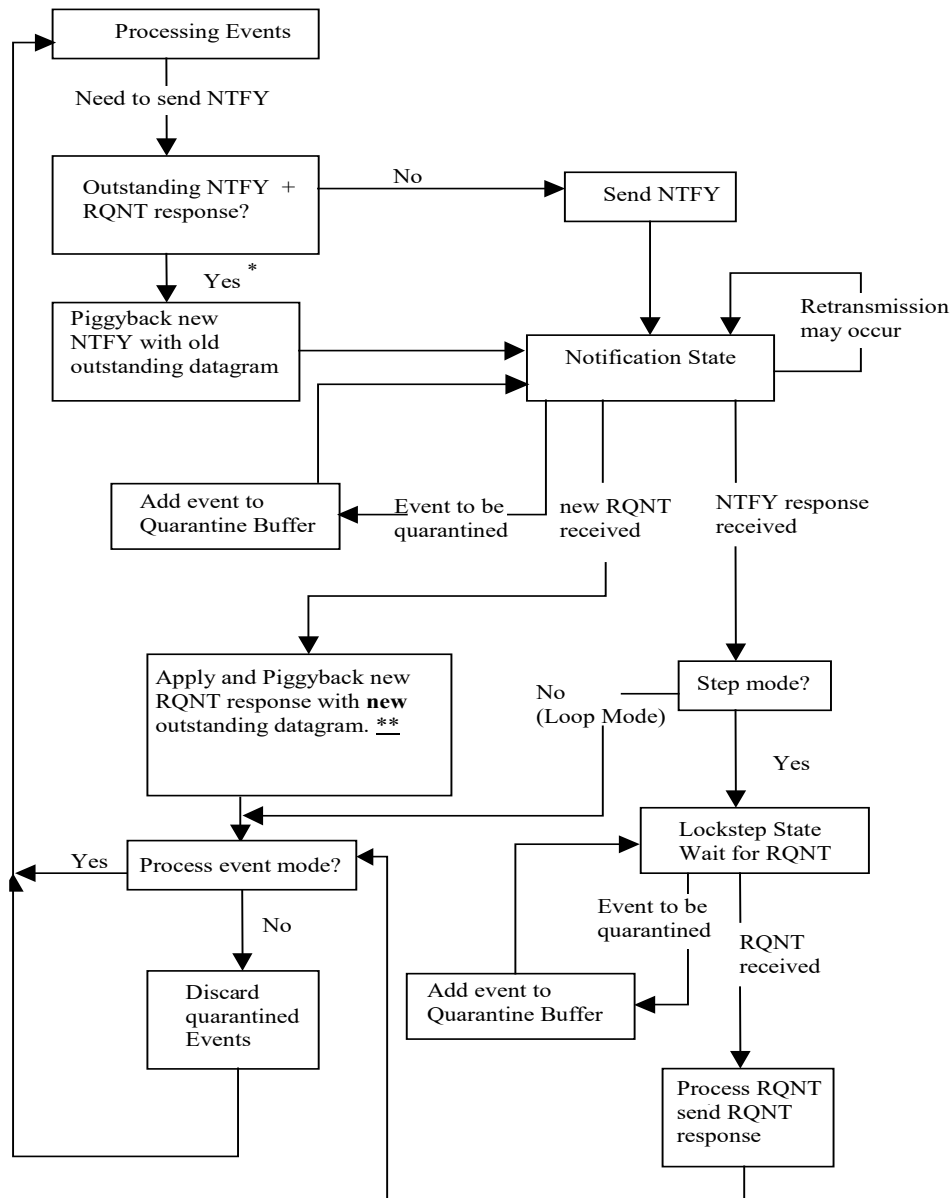 Processing Events
Need to send NTFY
Outstanding NTFY +
RQNT response?
No
Send NTFY
Yes *
Piggyback new
NTFY with old
outstanding datagram
Retransmission
may occur
Notification State
Add event to
Quarantine Buffer
Event to be
quarantined
new RQNT
received
NTFY response
received
Apply and Piggyback new
RQNT response with new
outstanding datagram. **
No
(Loop Mode)
Step mode?
Yes
Process event mode?
Yes
No
Discard
quarantined
Events
Lockstep State
Wait for RQNT
Event to be
quarantined
RQNT
received
Add event to
Quarantine Buffer
Process RQNT
send RQNT
response